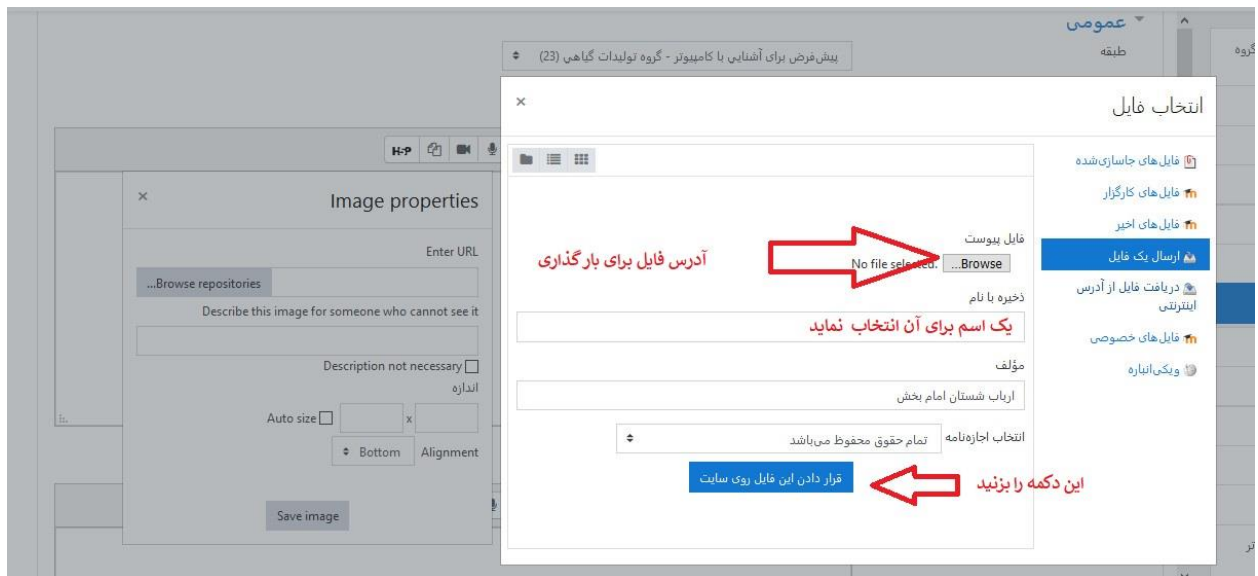 عمومی
طبقه
پیش‌فرض برای آشنایی با کامپیوتر - گروه تولیدات گیاهی (23)
گروه
انتخاب فایل
×
فایل‌های جاسازی‌شده
فایل‌های کارگزار
فایل‌های اخیر
ارسال یک فایل
دریافت فایل از آدرس
اینترنتی
فایل‌های خصوصی
ویکی‌انباره
فایل پیوست
Browse...
No file selected.
آدرس فایل برای بار گذاری
ذخیره با نام
یک اسم برای آن انتخاب نماید
مؤلف
ارباب شستان امام بخش
انتخاب اجازه‌نامه
تمام حقوق محفوظ می‌باشد
قرار دادن این فایل روی سایت
این دکمه را بزنید
H-P
Image properties
×
Enter URL
Browse repositories...
Describe this image for someone who cannot see it
Description not necessary
اندازه
Auto size
x
Alignment
Bottom
Save image
تر